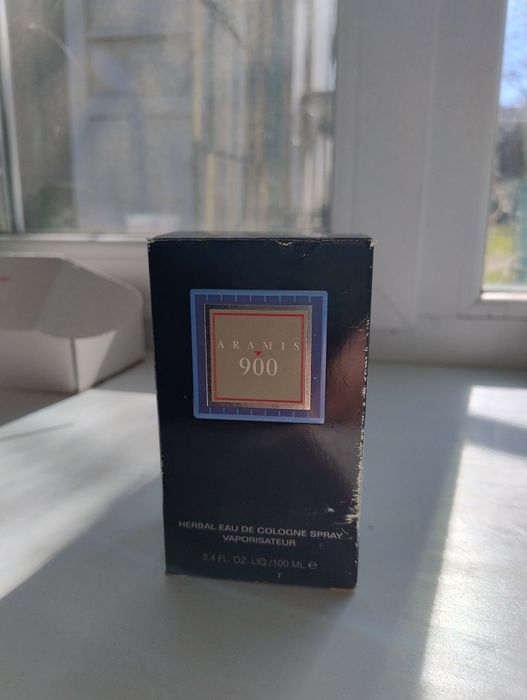 ARAMIS
900
HERBAL EAU DE COLOGNE SPRAY
VAPORISATEUR
3.4 FL. OZ. LIQ./100 ML ℮